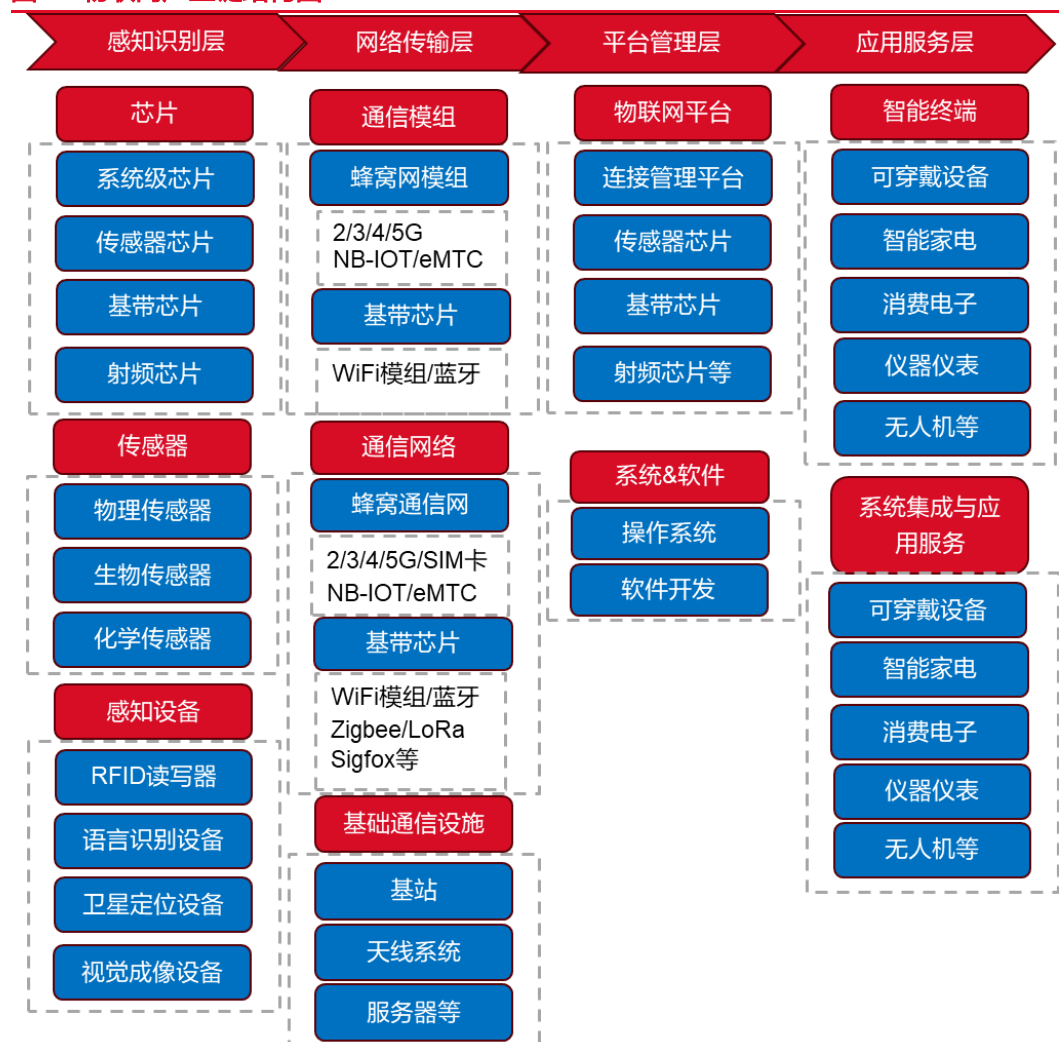 感知识别层
网络传输层
平台管理层
应用服务层
芯片
系统级芯片
传感器芯片
基带芯片
射频芯片
传感器
物理传感器
生物传感器
化学传感器
感知设备
RFID读写器
语言识别设备
卫星定位设备
视觉成像设备
通信模组
蜂窝网模组
2/3/4/5G
NB-IOT/eMTC
基带芯片
WiFi模组/蓝牙
通信网络
蜂窝通信网
2/3/4/5G/SIM卡
NB-IOT/eMTC
基带芯片
WiFi模组/蓝牙
Zigbee/LoRa
Sigfox等
基础通信设施
基站
天线系统
服务器等
物联网平台
连接管理平台
传感器芯片
基带芯片
射频芯片等
系统&软件
操作系统
软件开发
智能终端
可穿戴设备
智能家电
消费电子
仪器仪表
无人机等
系统集成与应
用服务
可穿戴设备
智能家电
消费电子
仪器仪表
无人机等